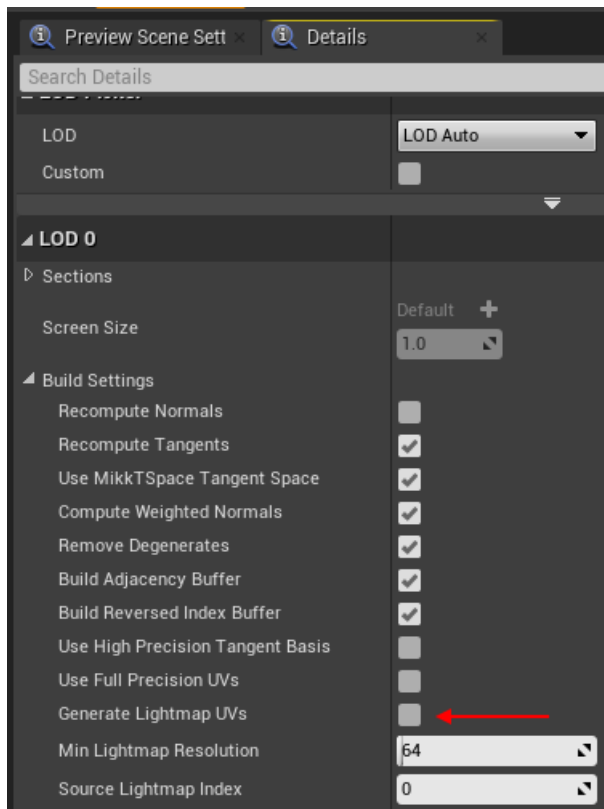 Preview Scene Sett
Details
Search Details
LOD
LOD Auto
Custom
LOD 0
Sections
Screen Size
Default
1.0
Build Settings
Recompute Normals
Recompute Tangents
Use MikkTSpace Tangent Space
Compute Weighted Normals
Remove Degenerates
Build Adjacency Buffer
Build Reversed Index Buffer
Use High Precision Tangent Basis
Use Full Precision UVs
Generate Lightmap UVs
Min Lightmap Resolution
64
Source Lightmap Index
0